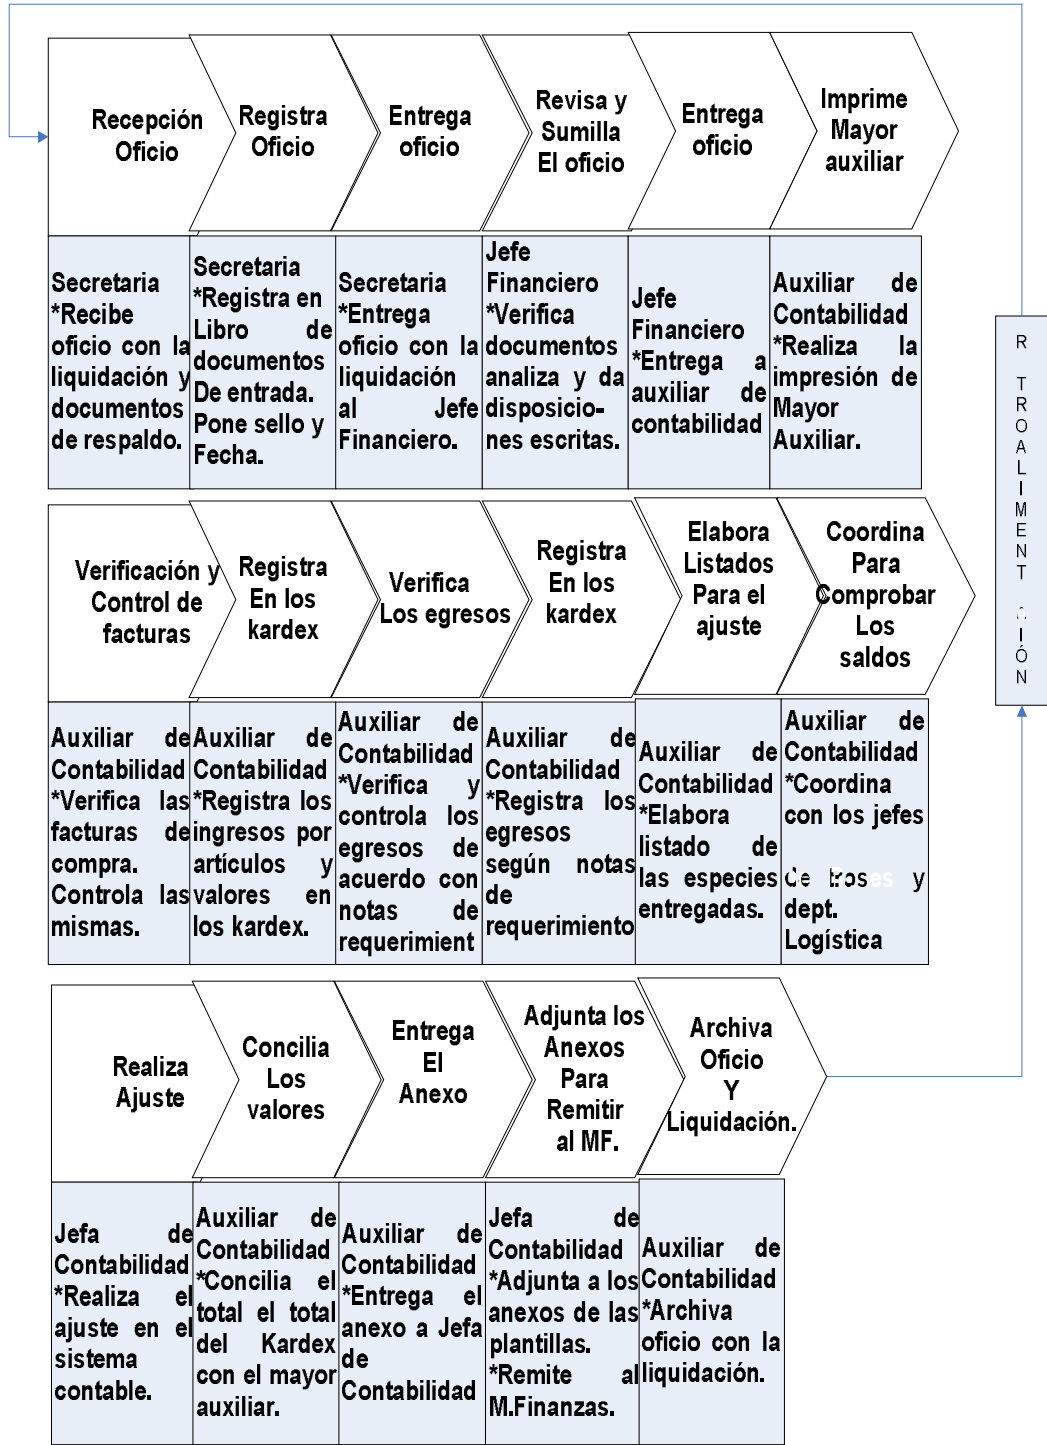 Recepción
Oficio
Registra
Oficio
Entrega
oficio
Revisa y
Sumilla
El oficio
Entrega
oficio
Imprime
Mayor
auxiliar
Secretaria
*Recibe
oficio con la
liquidación y
documentos
de respaldo.
Secretaria
*Registra en
Libro de
documentos
De entrada.
Pone sello y
Fecha.
Secretaria
*Entrega
oficio con la
liquidación
al Jefe
Financiero.
Jefe
Financiero
*Verifica
documentos
analiza y da
disposicio-
nes escritas.
Jefe
Financiero
*Entrega a
auxiliar de
contabilidad
Auxiliar de
Contabilidad
*Realiza la
impresión de
Mayor
Auxiliar.
Verificación y
Control de
facturas
Registra
En los
kardex
Verifica
Los egresos
Registra
En los
kardex
Elabora
Listados
Para el
ajuste
Coordina
Para
Comprobar
Los
saldos
Auxiliar de
Contabilidad
*Verifica las
facturas de
compra.
Controla las
mismas.
Auxiliar de
Contabilidad
*Registra los
ingresos por
artículos y
valores en
los kardex.
Auxiliar de
Contabilidad
*Verifica y
controla los
egresos de
acuerdo con
notas de
requerimient
Auxiliar de
Contabilidad
*Registra los
egresos
según notas
de
requerimiento
Auxiliar de
Contabilidad
*Elabora
listado de
las especies
entregadas.
Auxiliar de
Contabilidad
*Coordina
con los jefes
y
dept.
Logística
Realiza
Ajuste
Concilia
Los
valores
Entrega
El
Anexo
Adjunta los
Anexos
Para
Remitir
al MF.
Archiva
Oficio
Y
Liquidación.
Jefa de
Contabilidad
*Realiza el
ajuste en el
sistema
contable.
Auxiliar de
Contabilidad
*Concilia el
total el total
del Kardex
con el mayor
auxiliar.
Auxiliar de
Contabilidad
*Entrega el
anexo a Jefa
de
Contabilidad
Jefa de
Contabilidad
*Adjunta a los
anexos de las
plantillas.
*Remite al
M.Finanzas.
Auxiliar de
Contabilidad
*Archiva
oficio con la
liquidación.
R TROALIMENT CIÓN